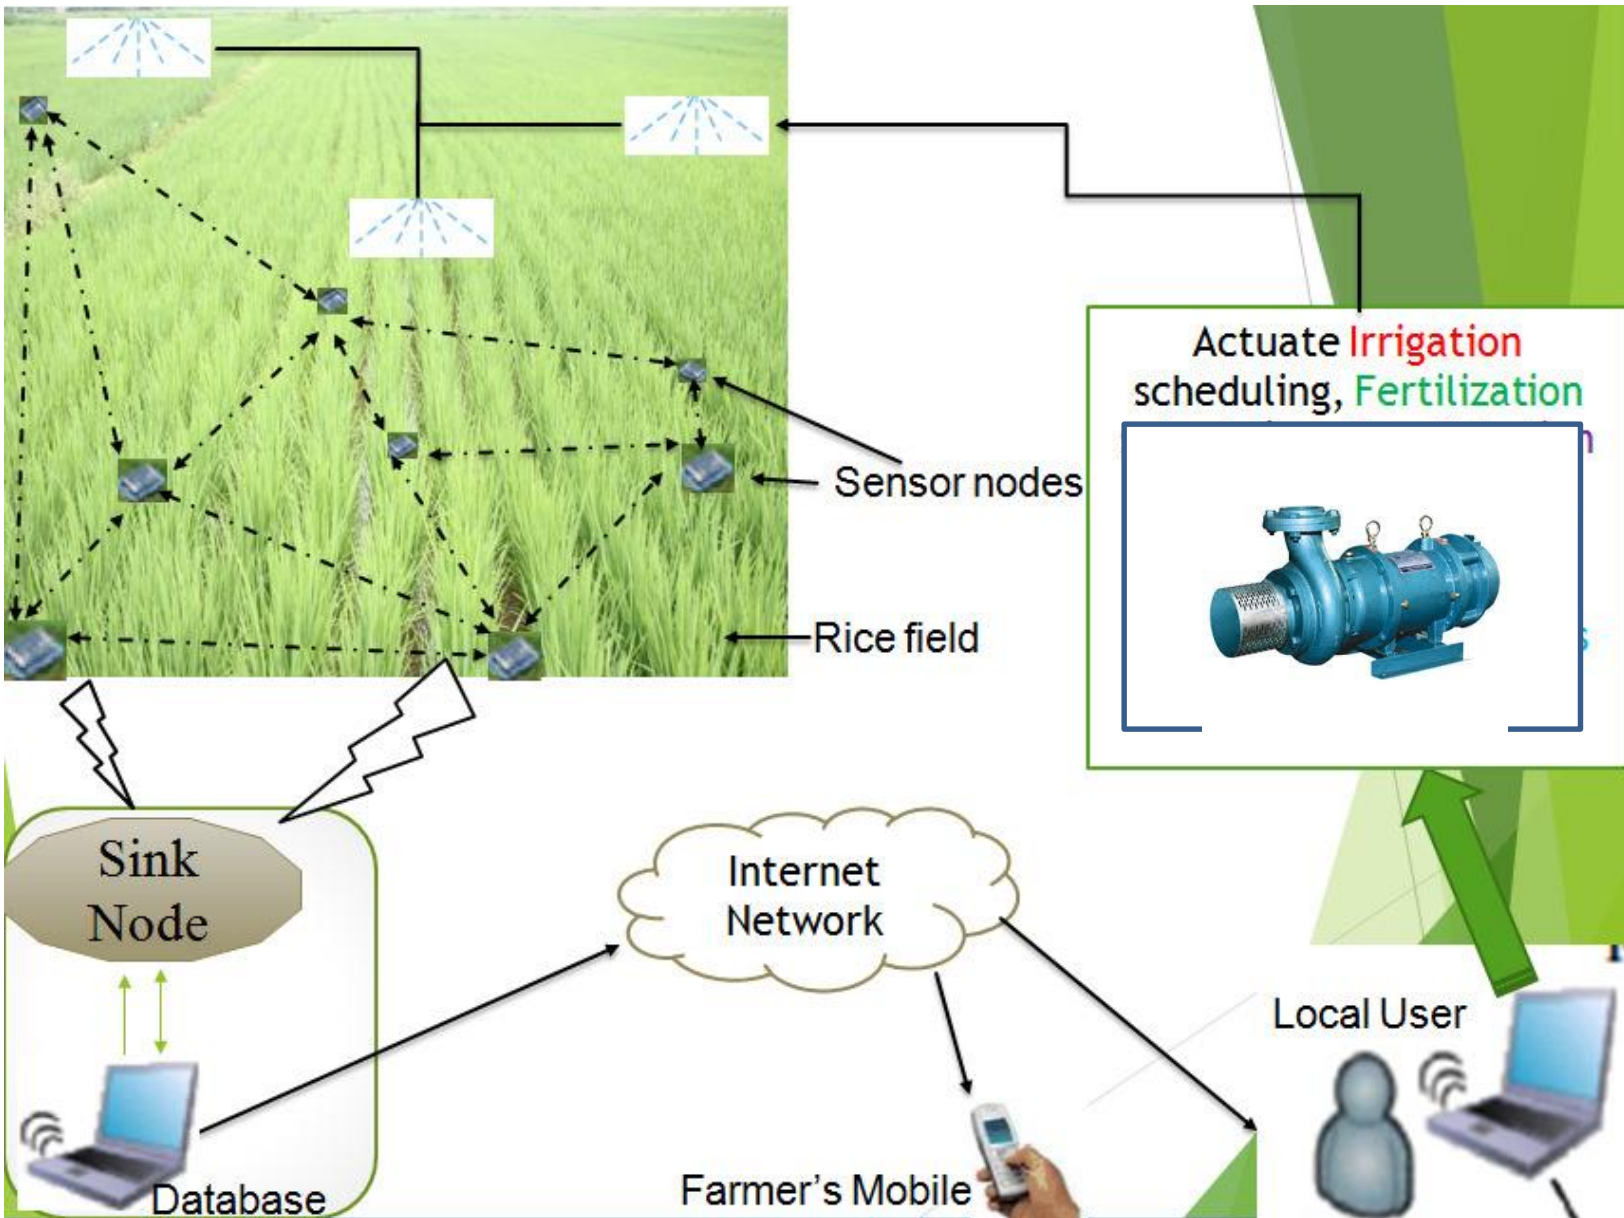 Actuate Irrigation
scheduling, Fertilization
Sensor nodes
Rice field
Sink
Node
Internet
Network
Local User
Database
Farmer's Mobile